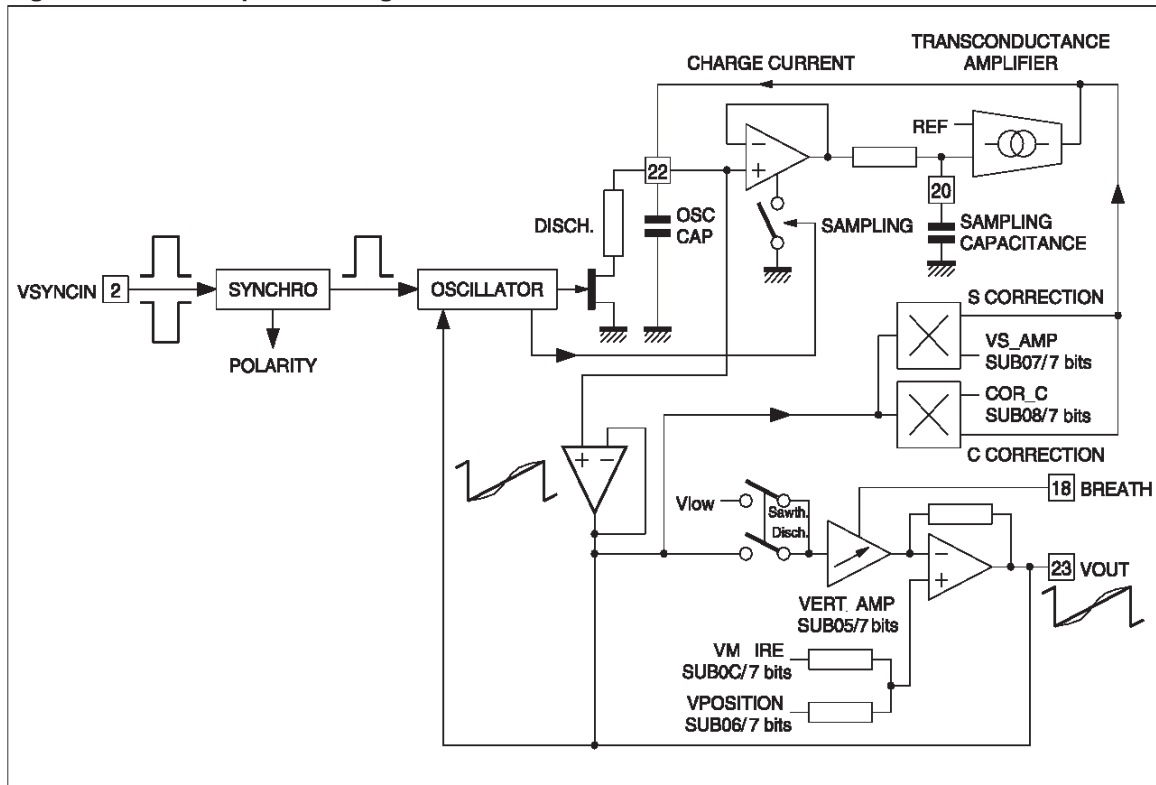 TRANSCONDUCTANCE
AMPLIFIER
CHARGE CURRENT
REF
22
20
DISCH.
OSC
CAP
SAMPLING
SAMPLING
CAPACITANCE
VSYNCIN 2
SYNCHRO
OSCILLATOR
POLARITY
S CORRECTION
VS_AMP
SUB07/7 bits
COR_C
SUB08/7 bits
C CORRECTION
+ −
18 BREATH
Vlow
Sawth.
Disch.
−
+
−
+
23 VOUT
VERT_AMP
SUB05/7 bits
VM IRE
SUB0C/7 bits
VPOSITION
SUB06/7 bits